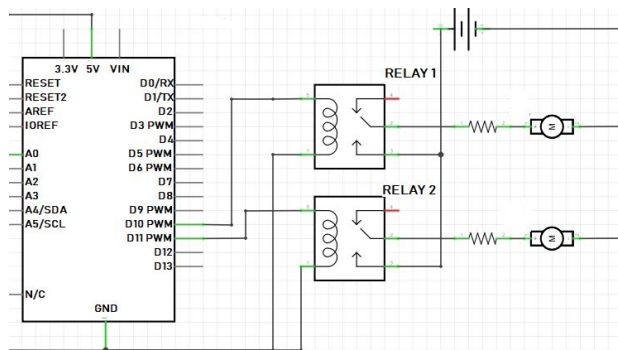 3.3V 5V VIN
RELAY 1
RESET
RESET2
AREF
IOREF
A0
A1
A2
A3
A4/SDA
A5/SCL
N/C
D0/RX
D1/TX
D2
D3 PWM
D4
D5 PWM
D6 PWM
D7
D8
D9 PWM
D10 PWM
D11 PWM
D12
D13
GND
RELAY 2
M
M